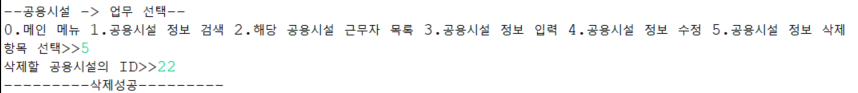 --공용시설 -> 업무 선택--
0.메인 메뉴 1.공용시설 정보 검색 2.해당 공용시설 근무자 목록 3.공용시설 정보 입력 4.공용시설 정보 수정 5.공용시설 정보 삭제
항목 선택>>5
삭제할 공용시설의 ID>>22
---------삭제성공---------